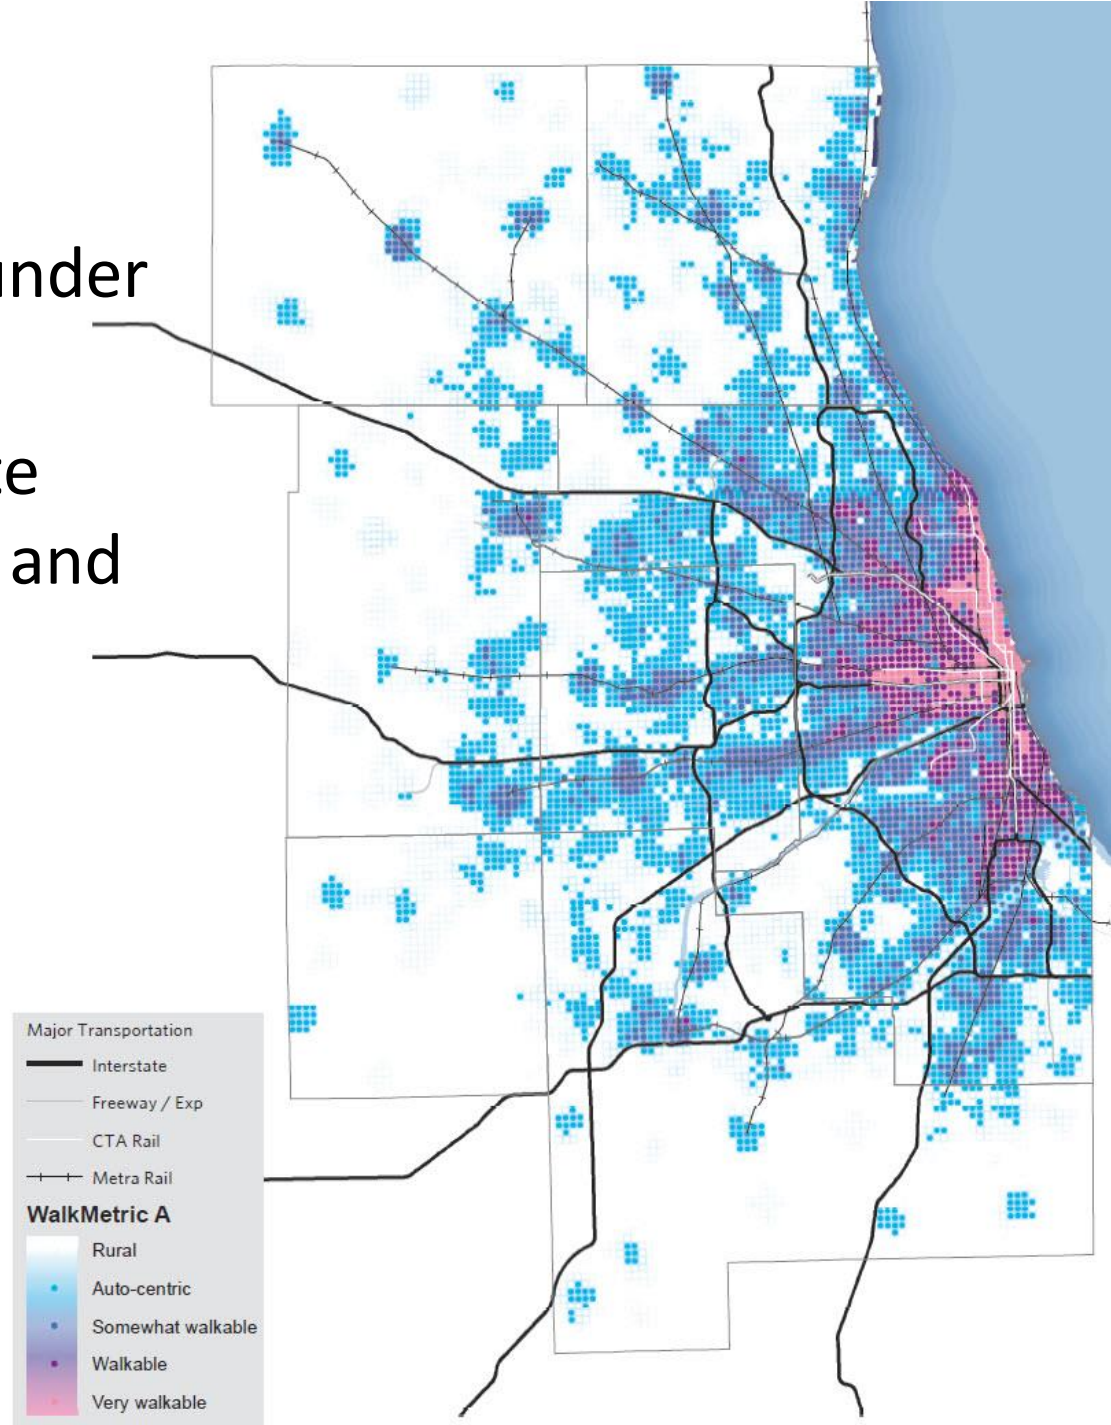 under
and
Major Transportation
Interstate
Freeway / Exp
CTA Rail
Metra Rail
WalkMetric A
Rural
Auto-centric
Somewhat walkable
Walkable
Very walkable